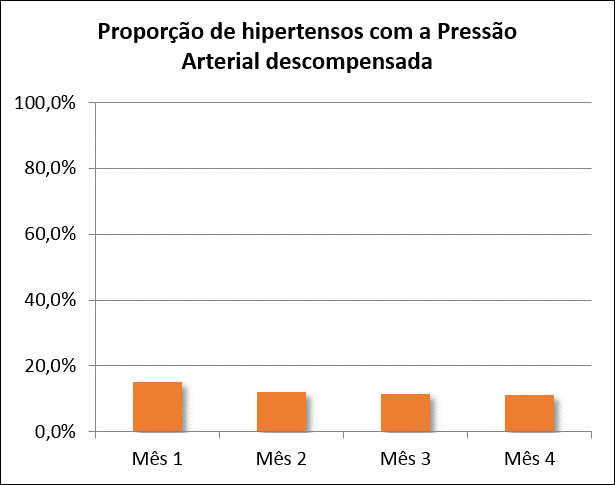 Proporção de hipertensos com a Pressão
Arterial descompensada
100,0%
80,0%
60,0%
40,0%
20,0%
0,0%
Mês 1 Mês 2 Mês 3 Mês 4